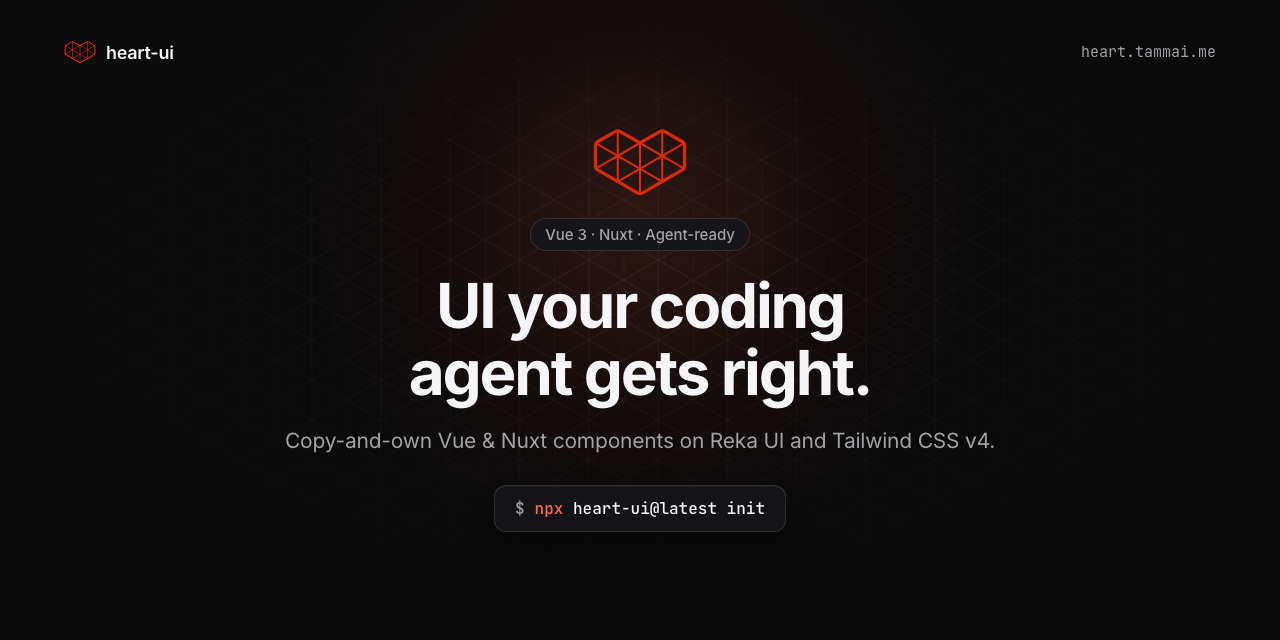 heart-ui
heart.tammai.me
Vue 3 · Nuxt · Agent-ready
UI your coding
agent gets right.
Copy-and-own Vue & Nuxt components on Reka UI and Tailwind CSS v4.
$ npx heart-ui@latest init